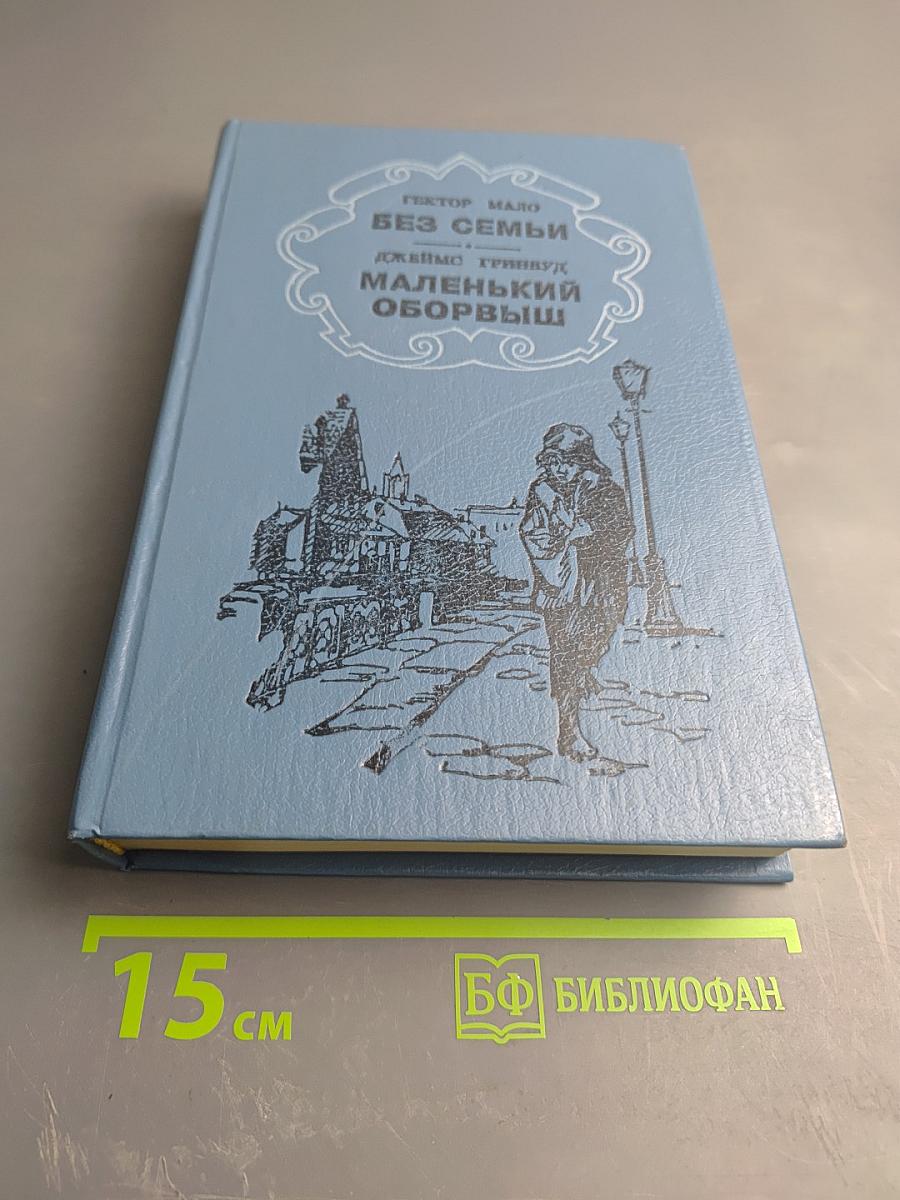 ГЕКТОР МАЛО
БЕЗ СЕМЬИ
ДЖЕЙМС ГРИНВУД
МАЛЕНЬКИЙ
ОБОРВЫШ
15 см
БФ БИБЛИОФАН